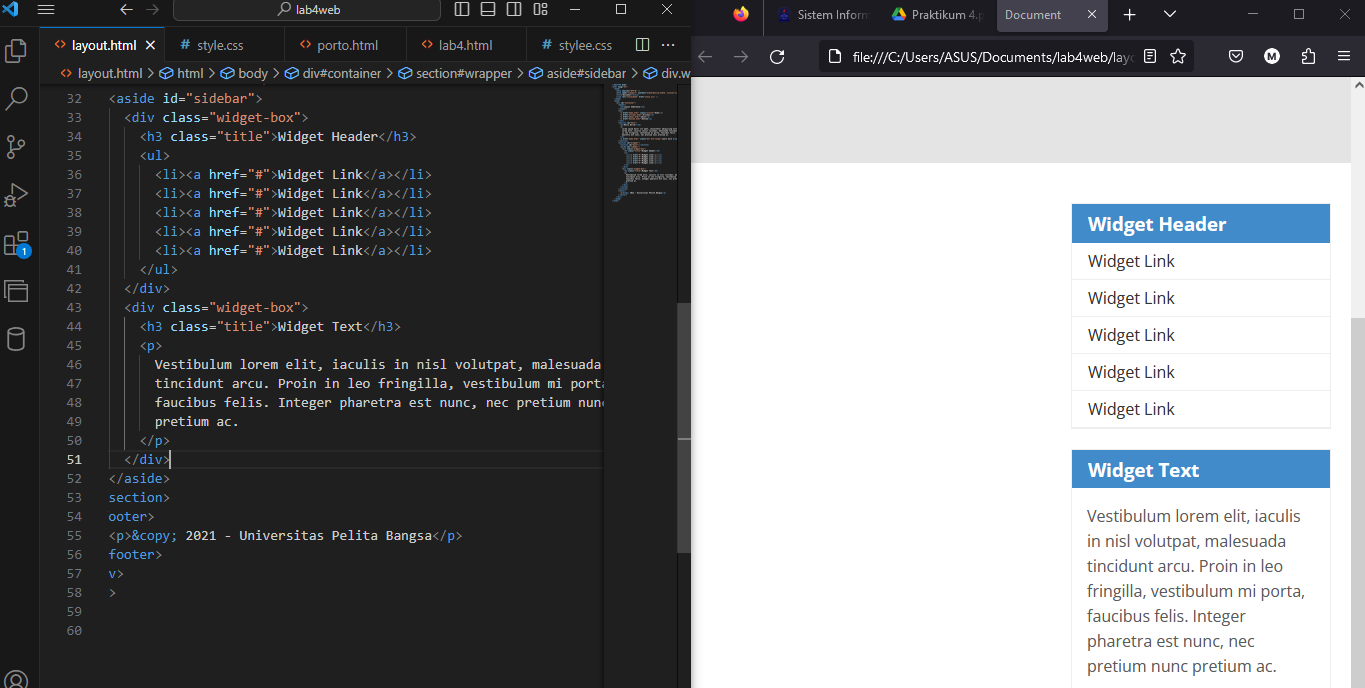 lab4web
layout.html
style.css
porto.html
lab4.html
stylee.css
layout.html > html > body > div#container > section#wrapper > aside#sidebar > div.w
32 <aside id="sidebar">
33 <div class="widget-box">
34 <h3 class="title">Widget Header</h3>
35 <ul>
36 <li><a href="#">Widget Link</a></li>
37 <li><a href="#">Widget Link</a></li>
38 <li><a href="#">Widget Link</a></li>
39 <li><a href="#">Widget Link</a></li>
40 <li><a href="#">Widget Link</a></li>
41 </ul>
42 </div>
43 <div class="widget-box">
44 <h3 class="title">Widget Text</h3>
45 <p>
46 Vestibulum lorem elit, iaculis in nisl volutpat, malesuada
47 tincidunt arcu. Proin in leo fringilla, vestibulum mi porta
48 faucibus felis. Integer pharetra est nunc, nec pretium nunc
49 pretium ac.
50 </p>
51 </div>
52 </aside>
53 section>
54 ooter>
55 <p>&copy; 2021 - Universitas Pelita Bangsa</p>
56 footer>
57 v>
58 >
59
60
1
Sistem Inform
Praktikum 4.p
Document
file:///C:/Users/ASUS/Documents/lab4web/layo
M
Widget Header
Widget Link
Widget Link
Widget Link
Widget Link
Widget Link
Widget Text
Vestibulum lorem elit, iaculis
in nisl volutpat, malesuada
tincidunt arcu. Proin in leo
fringilla, vestibulum mi porta,
faucibus felis. Integer
pharetra est nunc, nec
pretium nunc pretium ac.